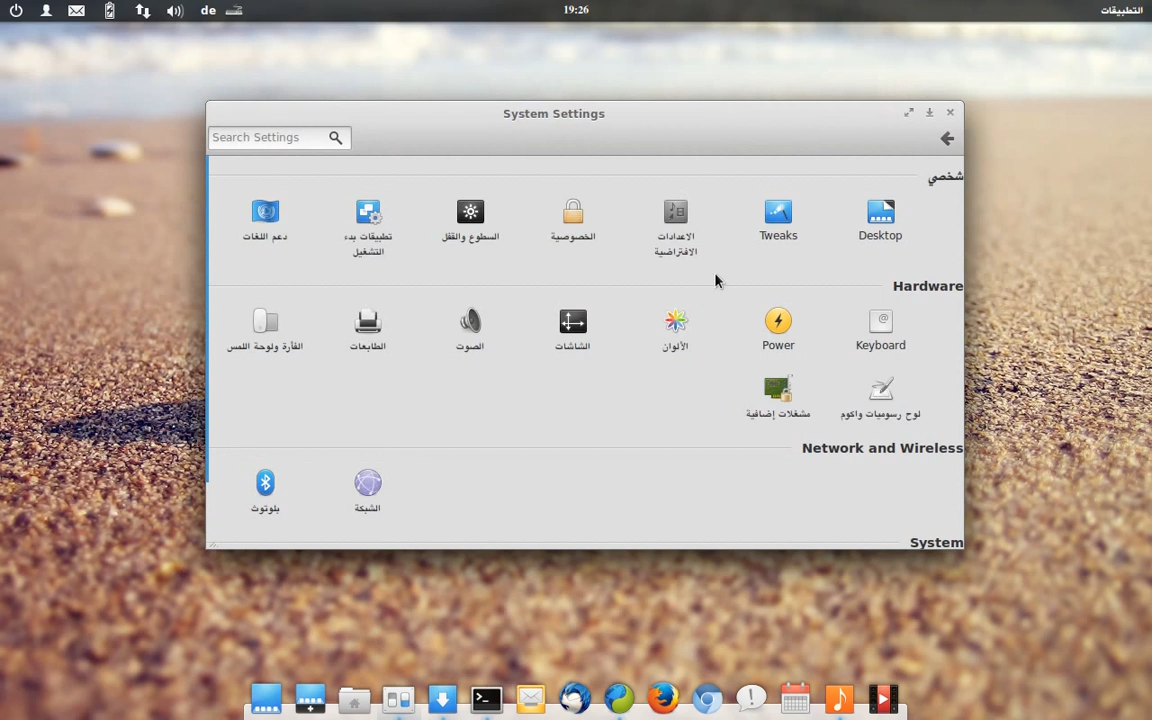 de
19:26
التطبيقات
System Settings
Search Settings
شخصي
Desktop
Tweaks
الاعدادات
الافتراضية
الخصوصية
السطوع والقفل
تطبيقات بدء
التشغيل
دعم اللغات
Hardware
Keyboard
Power
الألوان
الشاشات
الصوت
الطابعات
الفأرة ولوحة اللمس
لوح رسوميات واكوم
مشغلات إضافية
Network and Wireless
الشبكة
بلوتوث
System